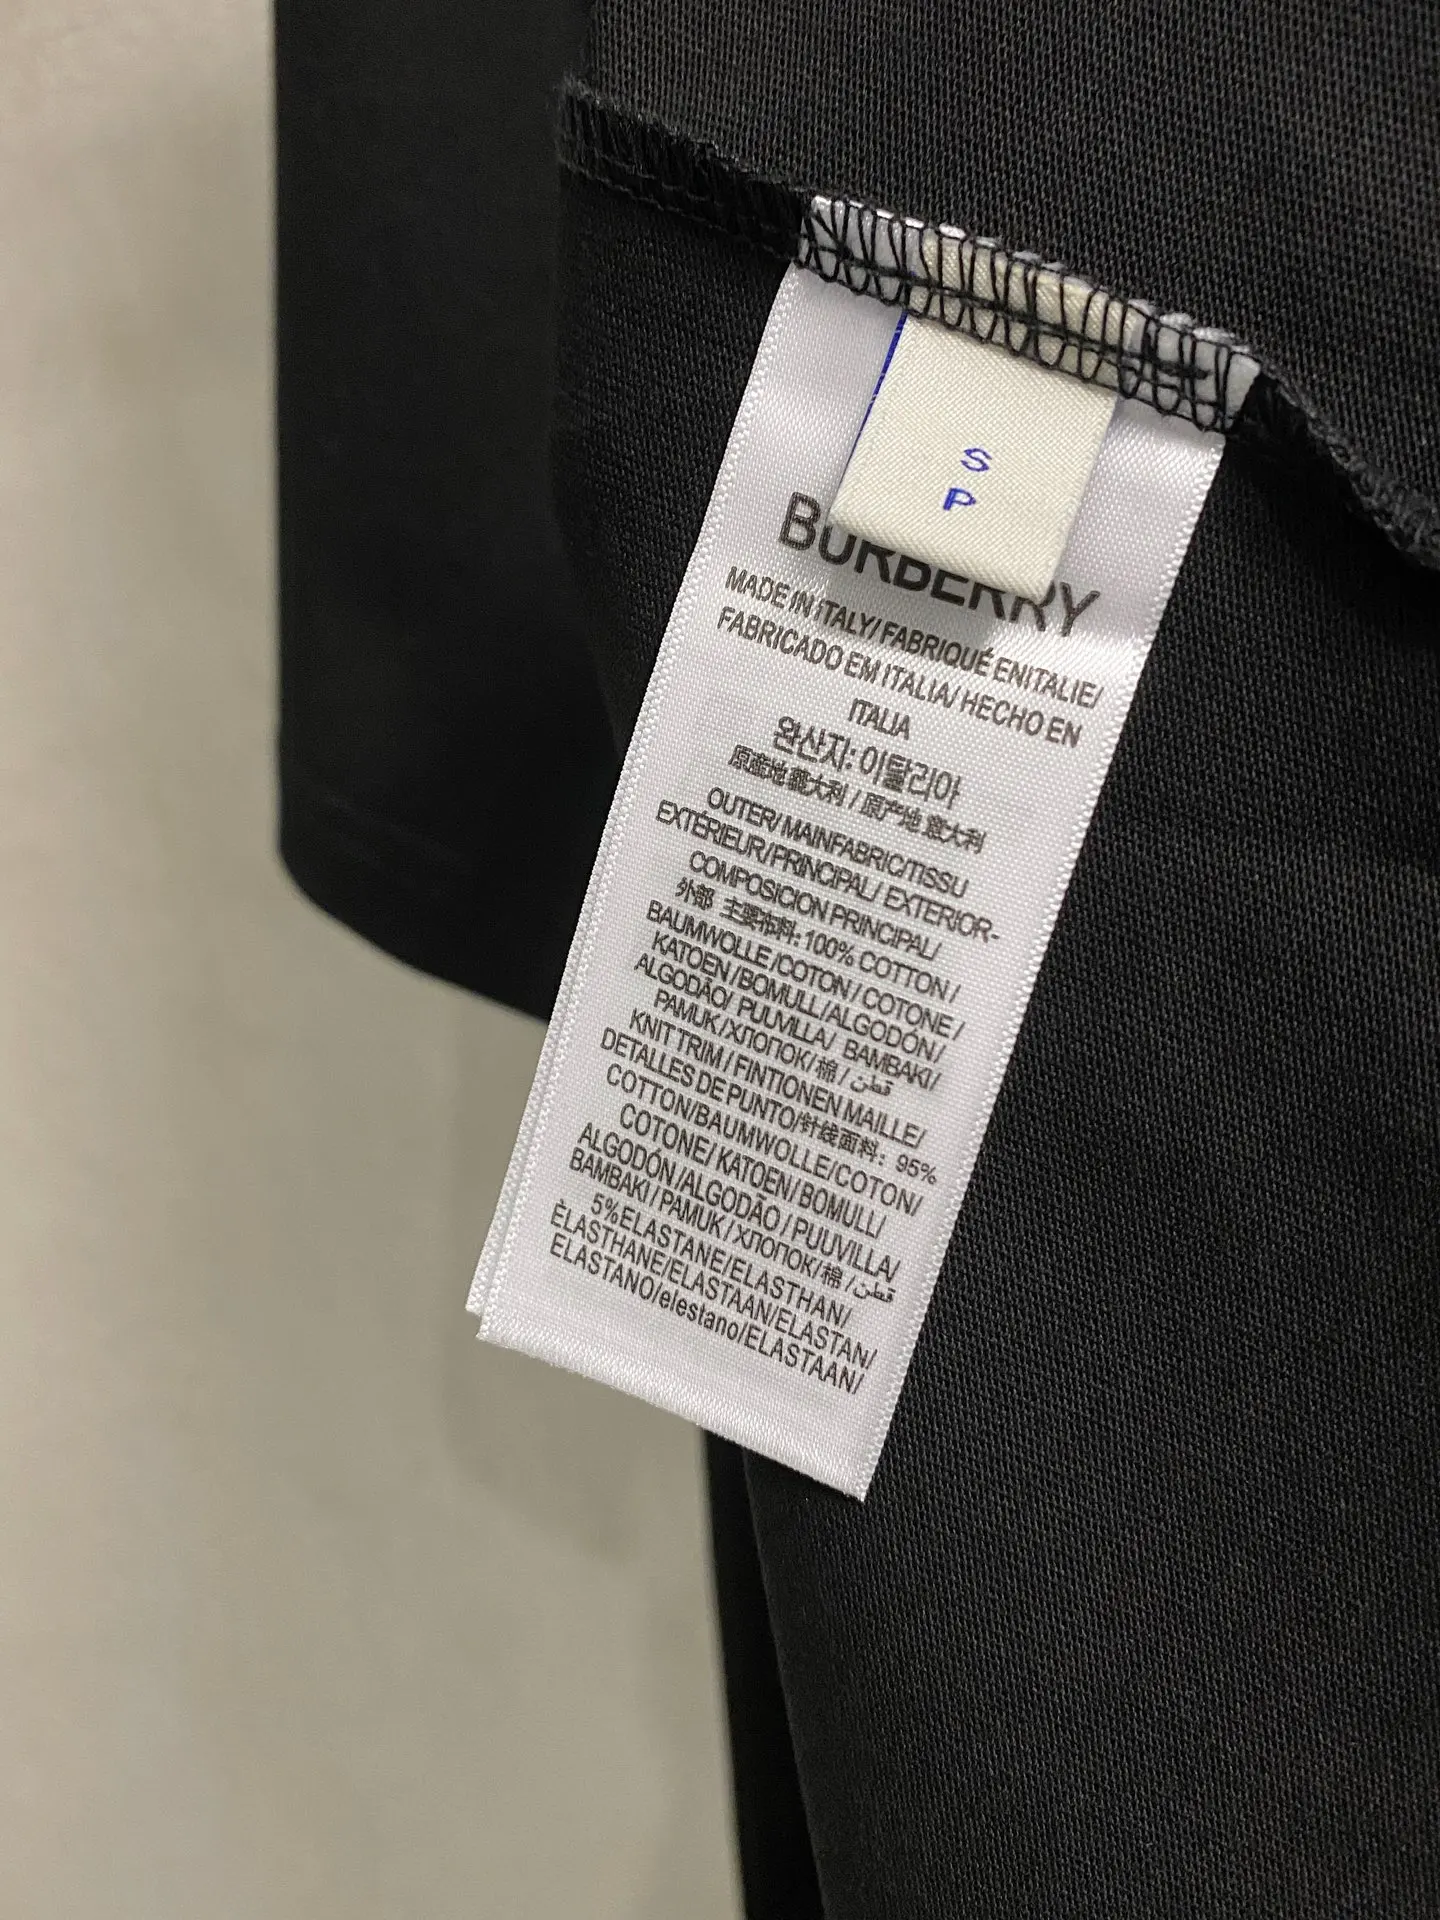 S
P
BURBERRY
MADE IN ITALY/ FABRIQUÉ ENITALIE/
FABRICADO EM ITALIA/ HECHO EN
ITALIA
완산지: 이탈리아
原産地 義大利 / 原产地 意大利
OUTER/ MAINFABRIC/TISSU
EXTÉRIEUR/PRINCIPAL/ EXTERIOR-
COMPOSICION PRINCIPAL/
外部 主要布料: 100% COTTON /
BAUMWOLLE/COTON / COTONE /
KATOEN /BOMULL/ALGODÓN/
ALGODÃO/ PUUVILLA/ BAMBAKI/
PAMUK /ХЛОПОК/棉 / قطن
KNIT TRIM / FINTIONEN MAILLE/
DETALLES DE PUNTO/针线面料: 95%
COTTON/BAUMWOLLE/COTON/
COTONE/ KATOEN/ BOMULL/
ALGODÓN /ALGODÃO / PUUVILLA/
BAMBAKI / PAMUK / ХЛОПОК/棉 / قطن
5%ELASTANE/ELASTHAN/
ÈLASTHANE/ELASTAAN/ELASTAN/
ELASTANO/elestano/ELASTAAN/